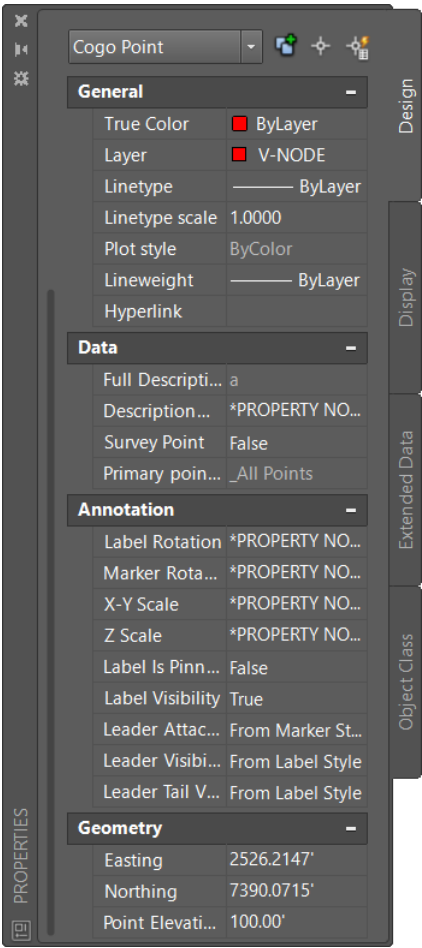 Cogo Point
General
True Color ByLayer
Layer V-NODE
Linetype ByLayer
Linetype scale 1.0000
Plot style ByColor
Lineweight ByLayer
Hyperlink
Data
Full Descripti... a
Description... *PROPERTY NO...
Survey Point False
Primary poin... _All Points
Annotation
Label Rotation *PROPERTY NO...
Marker Rota... *PROPERTY NO...
X-Y Scale *PROPERTY NO...
Z Scale *PROPERTY NO...
Label Is Pinn... False
Label Visibility True
Leader Attac... From Marker St...
Leader Visibi... From Label Style
Leader Tail V... From Label Style
Geometry
Easting 2526.2147'
Northing 7390.0715'
Point Elevati... 100.00'
Design
Display
Extended Data
Object Class
PROPERTIES